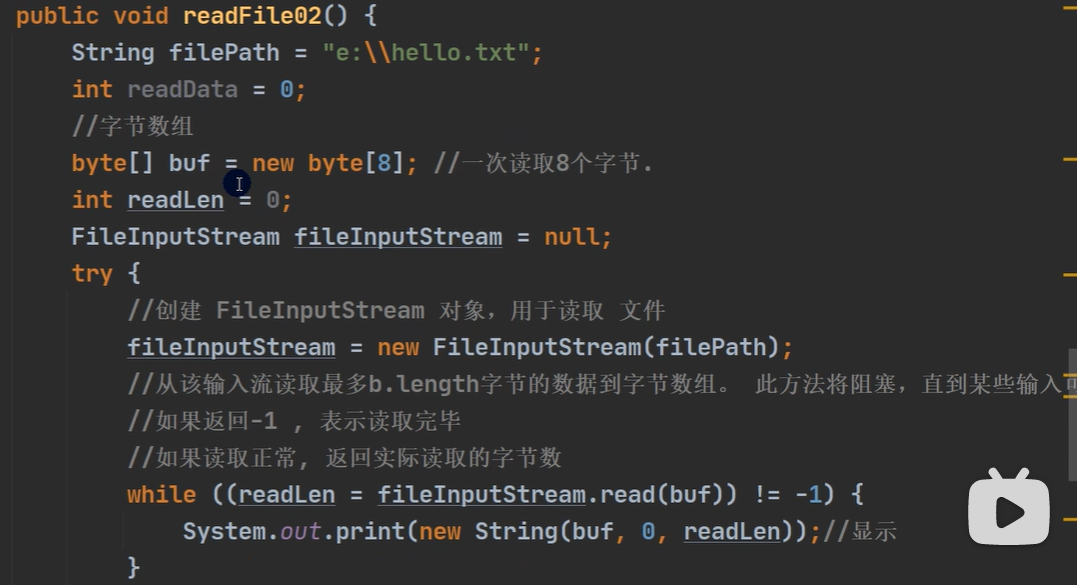 public void readFile02() {
String filePath = "e:\\hello.txt";
int readData = 0;
//字节数组
byte[] buf = new byte[8]; //一次读取8个字节.
int readLen = 0;
FileInputStream fileInputStream = null;
try {
//创建 FileInputStream 对象，用于读取 文件
fileInputStream = new FileInputStream(filePath);
//从该输入流读取最多b.length字节的数据到字节数组。 此方法将阻塞，直到某些输入
//如果返回-1 , 表示读取完毕
//如果读取正常, 返回实际读取的字节数
while ((readLen = fileInputStream.read(buf)) != -1) {
System.out.print(new String(buf, 0, readLen));//显示
}